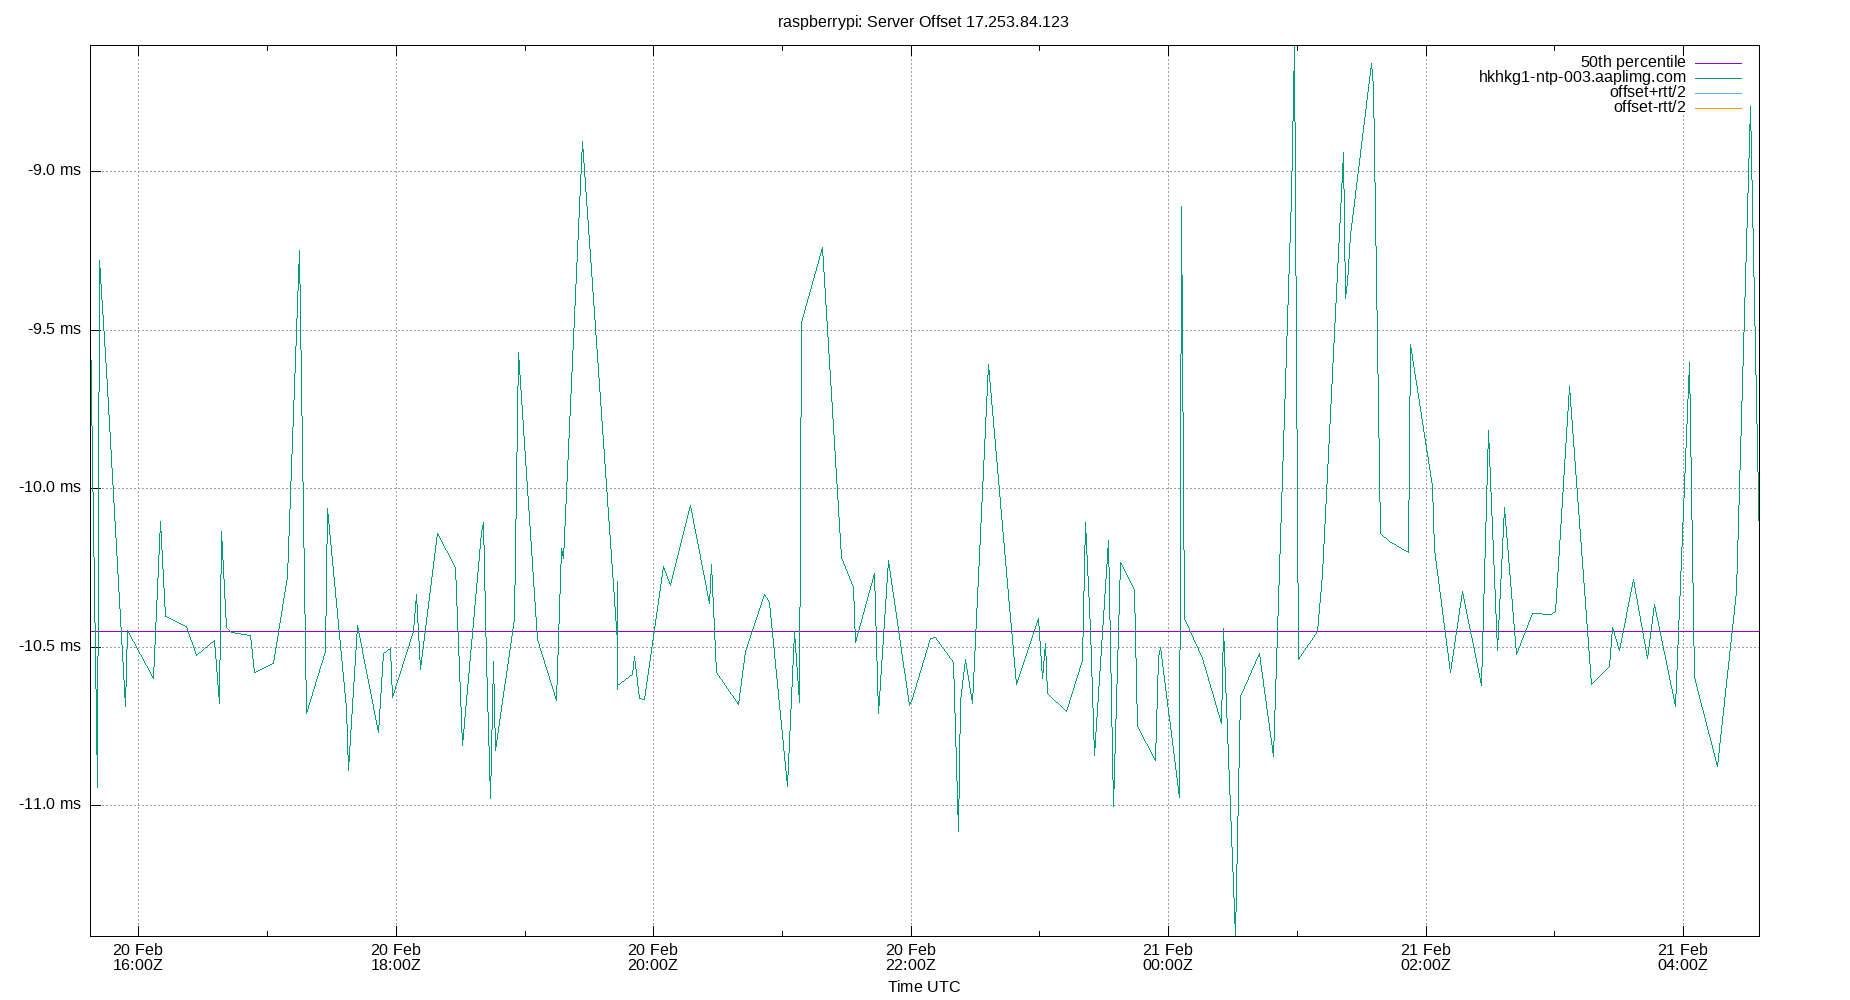 raspberrypi: Server Offset 17.253.84.123
50th percentile
hkhkg1-ntp-003.aaplimg.com
offset+rtt/2
offset-rtt/2
-9.0 ms
-9.5 ms
-10.0 ms
-10.5 ms
-11.0 ms
20 Feb 20 Feb 20 Feb 20 Feb 21 Feb 21 Feb 21 Feb
16:00Z 18:00Z 20:00Z 22:00Z 00:00Z 02:00Z 04:00Z
Time UTC